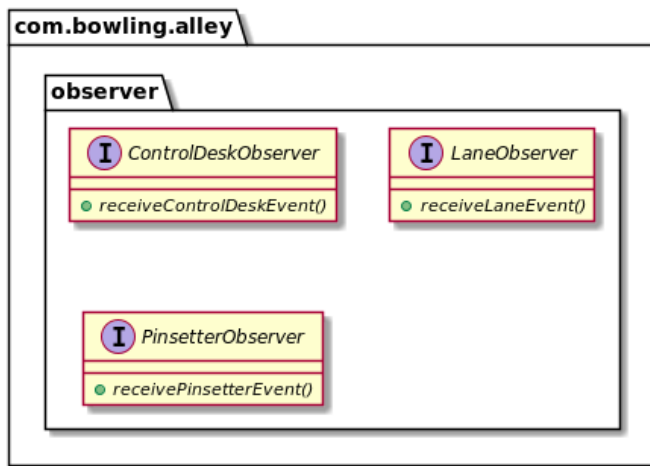 com.bowling.alley
observer
I ControlDeskObserver
receiveControlDeskEvent()
I LaneObserver
receiveLaneEvent()
I PinsetterObserver
receivePinsetterEvent()